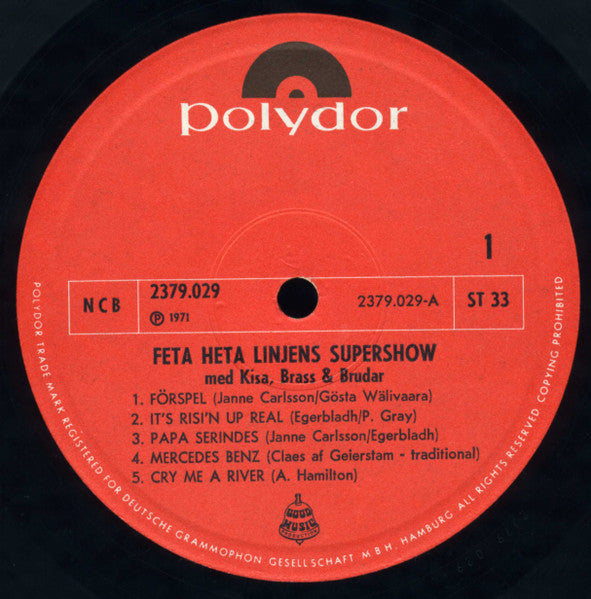 polydor
1
NCB
2379.029
℗ 1971
2379.029-A
ST 33
FETA HETA LINJENS SUPERSHOW
med Kisa, Brass & Brudar
1. FÖRSPEL (Janne Carlsson/Gösta Wälivaara)
2. IT'S RISI'N UP REAL (Egerbladh/P. Gray)
3. PAPA SERINDES (Janne Carlsson/Egerbladh)
4. MERCEDES BENZ (Claes af Geierstam - traditional)
5. CRY ME A RIVER (A. Hamilton)
GOOD
MUSIC
PRODUCTION
POLYDOR TRADE MARK REGISTERED FOR DEUTSCHE GRAMMOPHON GESELLSCHAFT M B H. HAMBURG ALL RIGHTS RESERVED COPYING PROHIBITED